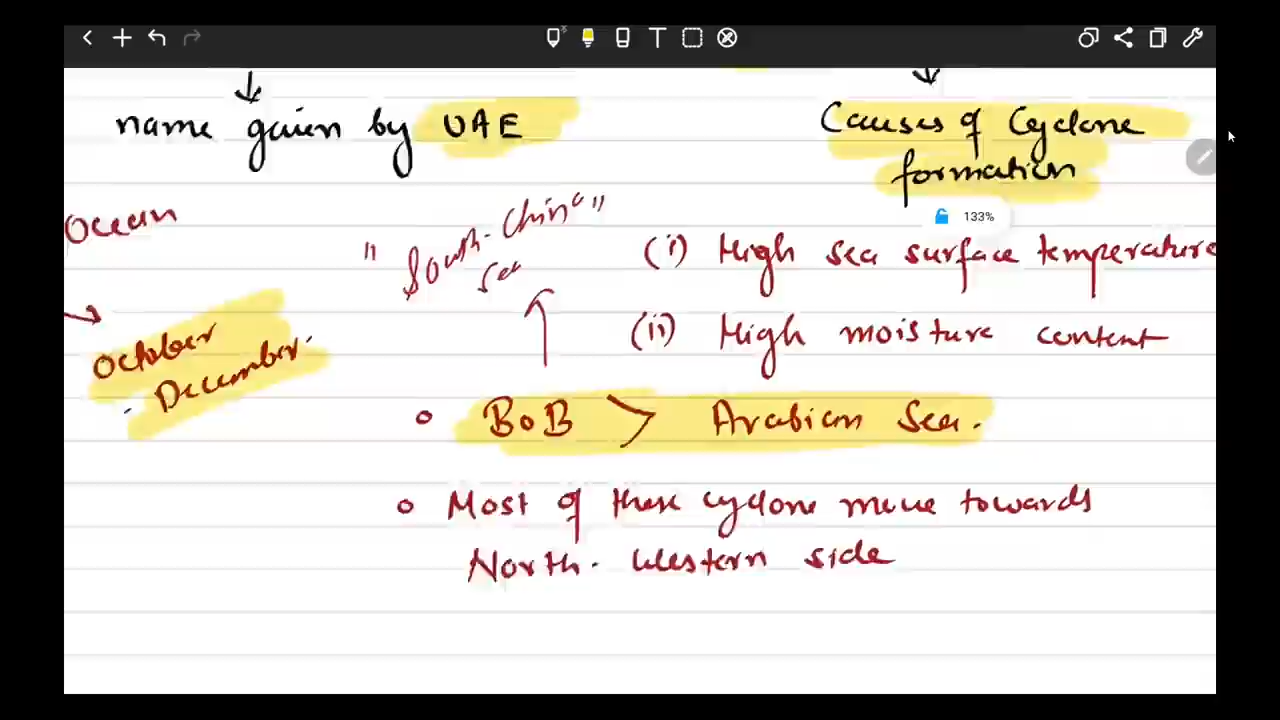 name given by UAE
Causes of Cyclone
formation
133%
Ocean
"South-China"
Sea
(i) High sea surface temperature
(ii) High moisture content
October
- December.
BOB > Arabian Sea.
Most of these cyclone move towards
North-Western side